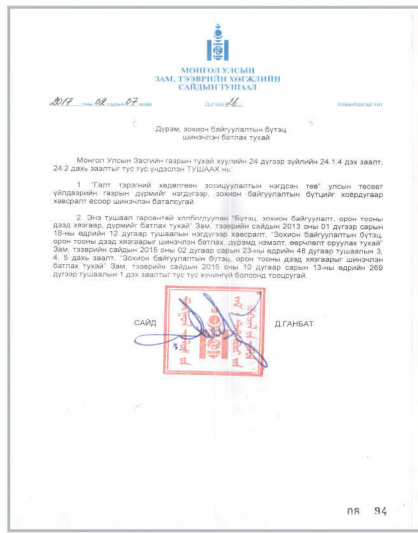 МОНГОЛ УЛСЫН
ЗАМ, ТЭЭВРИЙН ХӨГЖЛИЙН
САЙДЫН ТУШААЛ
2017 оны 02 сарын 07 өдөр Дугаар 26 Улаанбаатар хот
Дүрэм, зохион байгуулалтын бүтэц
шинэчлэн батлах тухай
Монгол Улсын Засгийн газрын тухай хуулийн 24 дүгээр зүйлийн 24.1.4 дэх заалт,
24.2 дахь заалтыг тус тус үндэслэн ТУШААХ нь:
1. "Галт тэрэгний хөдөлгөөн зохицуулалтын нэгдсэн төв" улсын төсөвт
үйлдвэрийн газрын дүрмийг нэгдүгээр, зохион байгуулалтын бүтцийг хоёрдугаар
хавсралт ёсоор шинэчлэн баталсугай.
2. Энэ тушаал гарсантай холбогдуулан "Бүтэц, зохион байгуулалт, орон тооны
дээд хязгаар, дүрмийг батлах тухай" Зам, тээврийн сайдын 2013 оны 01 дүгээр сарын
18-ны өдрийн 12 дугаар тушаалын нэгдүгээр хавсралт, "Зохион байгуулалтын бүтэц,
орон тооны дээд хязгаарыг шинэчлэн батлах, дүрэмд нэмэлт, өөрчлөлт оруулах тухай"
Зам, тээврийн сайдын 2015 оны 02 дугаар сарын 23-ны өдрийн 48 дугаар тушаалын 3,
4, 5 дахь заалт, "Зохион байгуулалтын бүтэц, орон тооны дээд хязгаарыг шинэчлэн
батлах тухай" Зам, тээврийн сайдын 2015 оны 10 дугаар сарын 13-ны өдрийн 269
дүгээр тушаалын 1 дэх заалтыг тус тус хүчингүй болсонд тооцсугай.
САЙД Д.ГАНБАТ
08 94